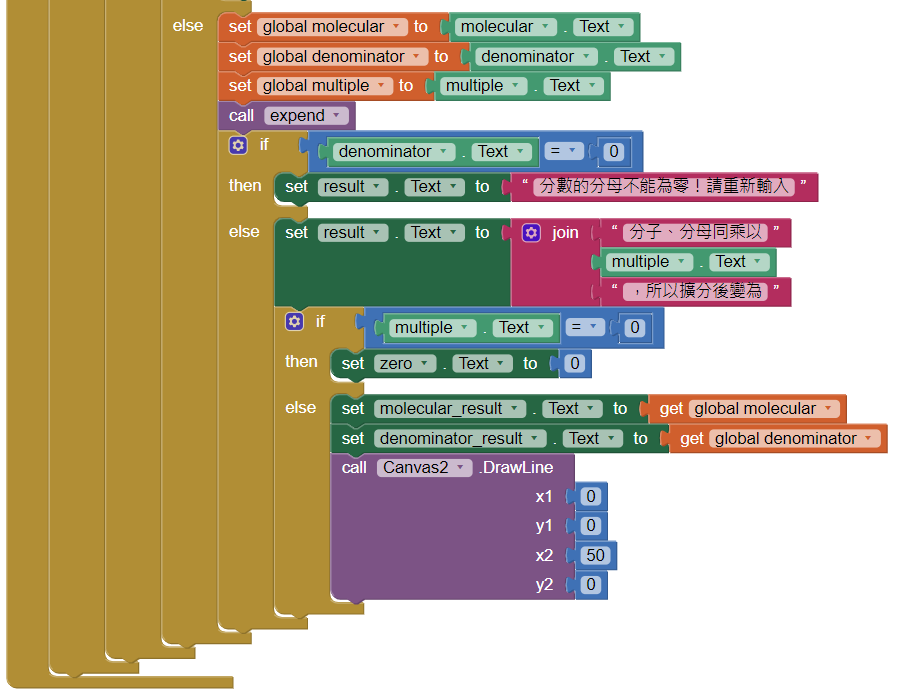 else set global molecular to molecular . Text
set global denominator to denominator . Text
set global multiple to multiple . Text
call expend
if denominator . Text = 0
then set result . Text to “ 分數的分母不能為零！請重新輸入 ”
else set result . Text to join “ 分子、分母同乘以 ”
multiple . Text
“ ，所以擴分後變為 ”
if multiple . Text = 0
then set zero . Text to 0
else set molecular_result . Text to get global molecular
set denominator_result . Text to get global denominator
call Canvas2 .DrawLine
x1 0
y1 0
x2 50
y2 0